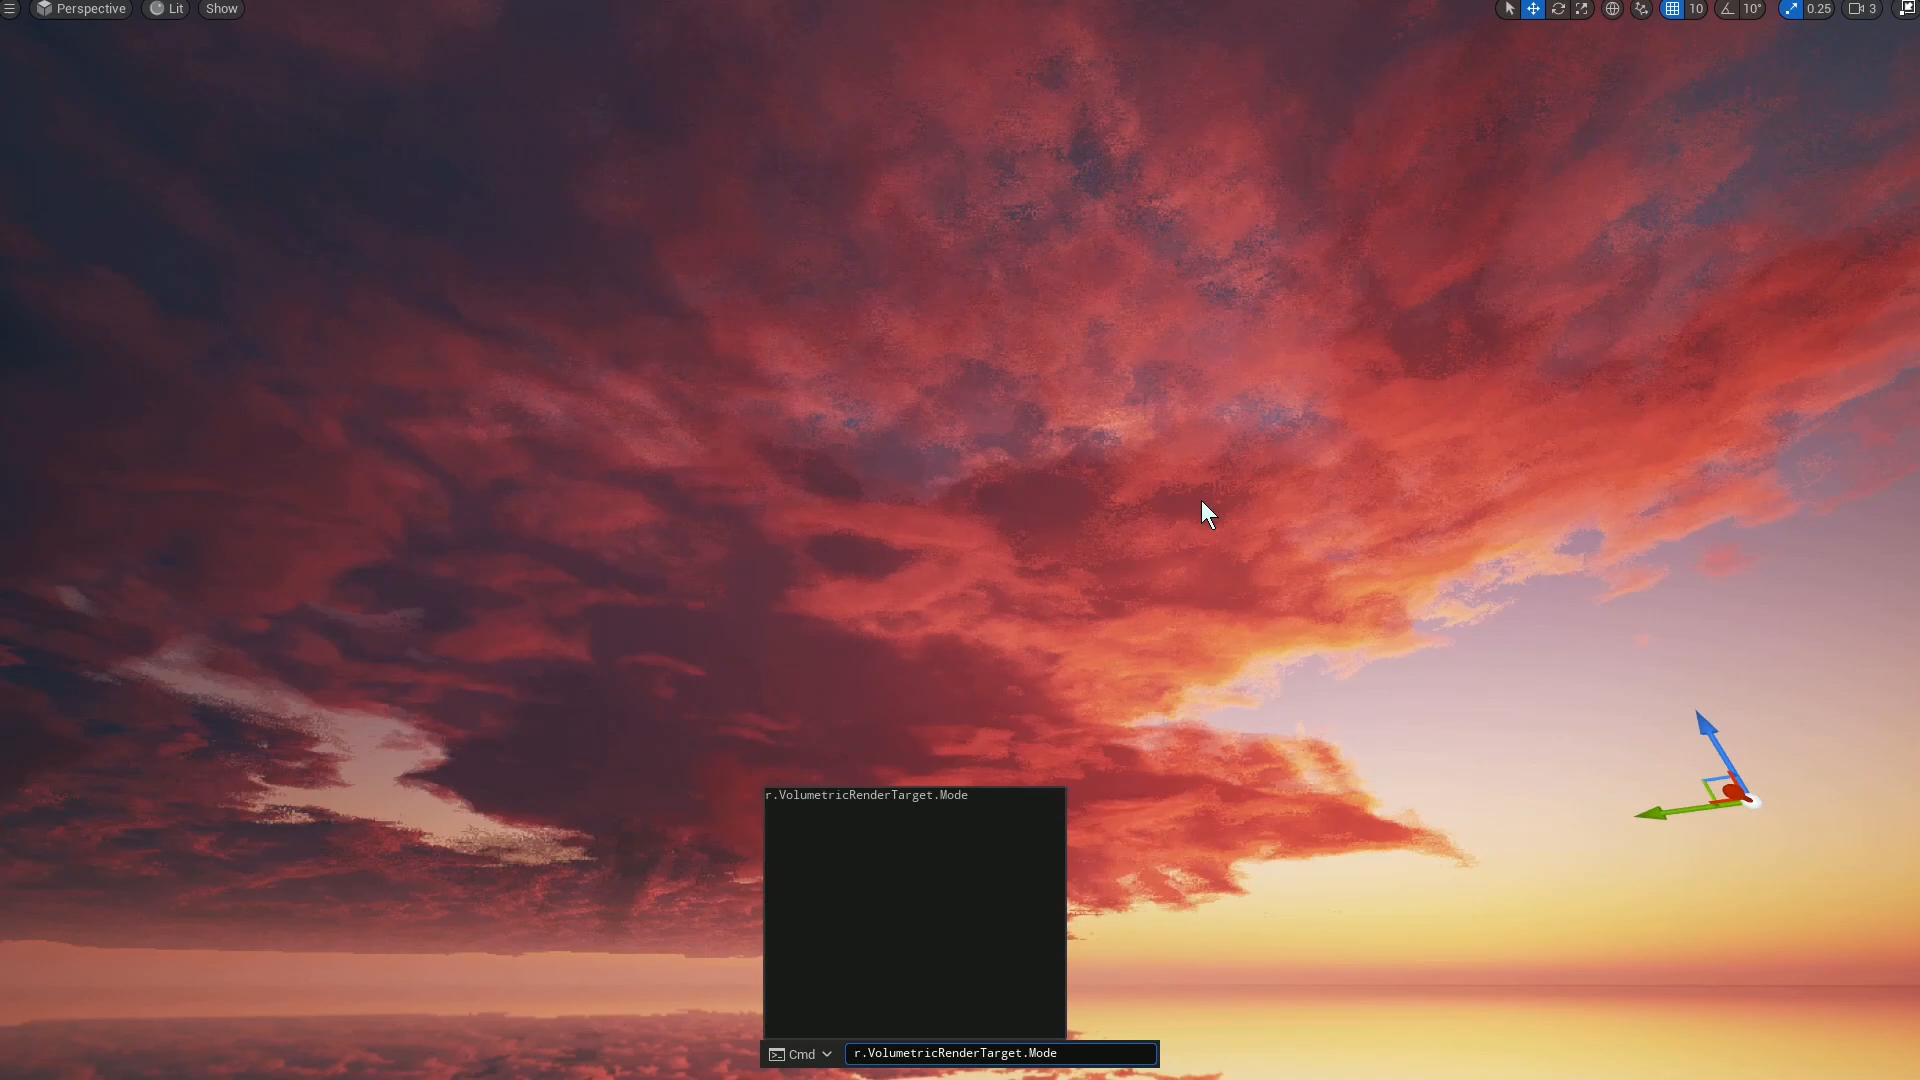 Perspective Lit Show 10 10° 0.25 3
r.VolumetricRenderTarget.Mode
Cmd r.VolumetricRenderTarget.Mode